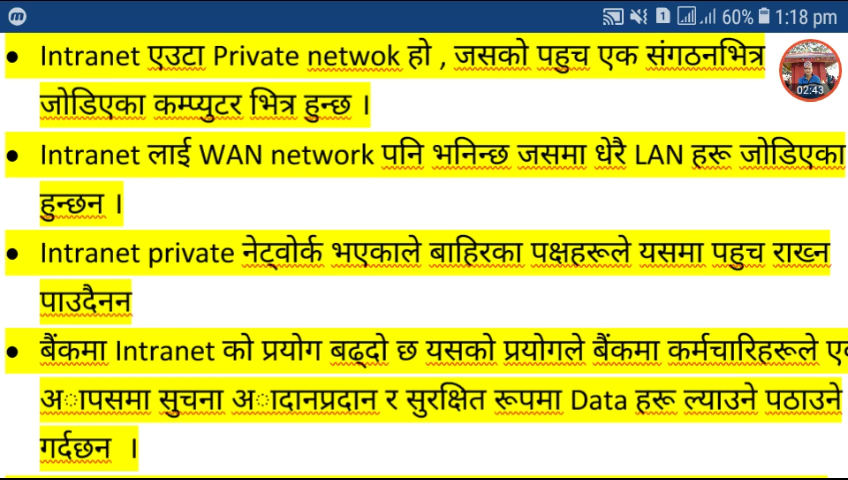 1 60% 1:18 pm
• Intranet एउटा Private netwok हो , जसको पहुच एक संगठनभित्र
जोडिएका कम्प्युटर भित्र हुन्छ ।
02:43
• Intranet लाई WAN network पनि भनिन्छ जसमा धेरै LAN हरू जोडिएका
हुन्छन ।
• Intranet private नेट्वोर्क भएकाले बाहिरका पक्षहरूले यसमा पहुच राख्न
पाउदैनन
• बैंकमा Intranet को प्रयोग बढ्दो छ यसको प्रयोगले बैंकमा कर्मचारिहरूले
अापसमा सुचना अादानप्रदान र सुरक्षित रूपमा Data हरू ल्याउने पठाउने
गर्दछन ।